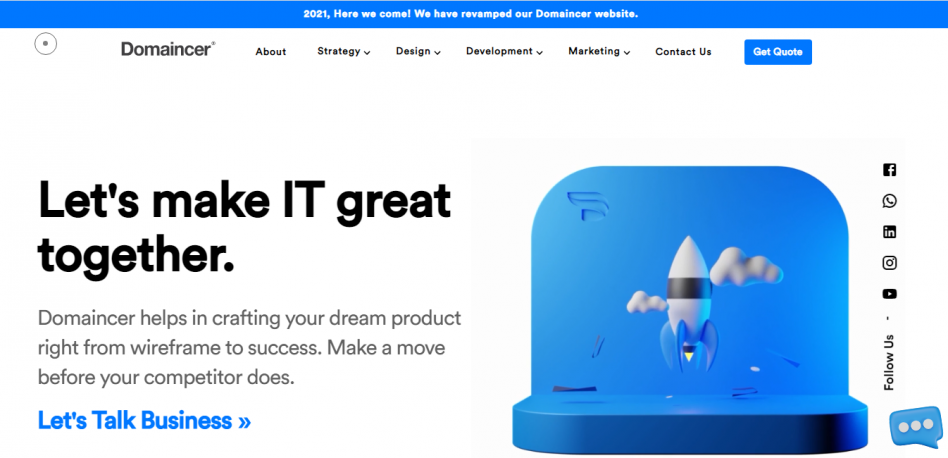 2021, Here we come! We have revamped our Domaincer website.
Domaincer®
About
Strategy
Design
Development
Marketing
Contact Us
Get Quote
Let's make IT great
together.
Domaincer helps in crafting your dream product
right from wireframe to success. Make a move
before your competitor does.
Let's Talk Business »
Follow Us -